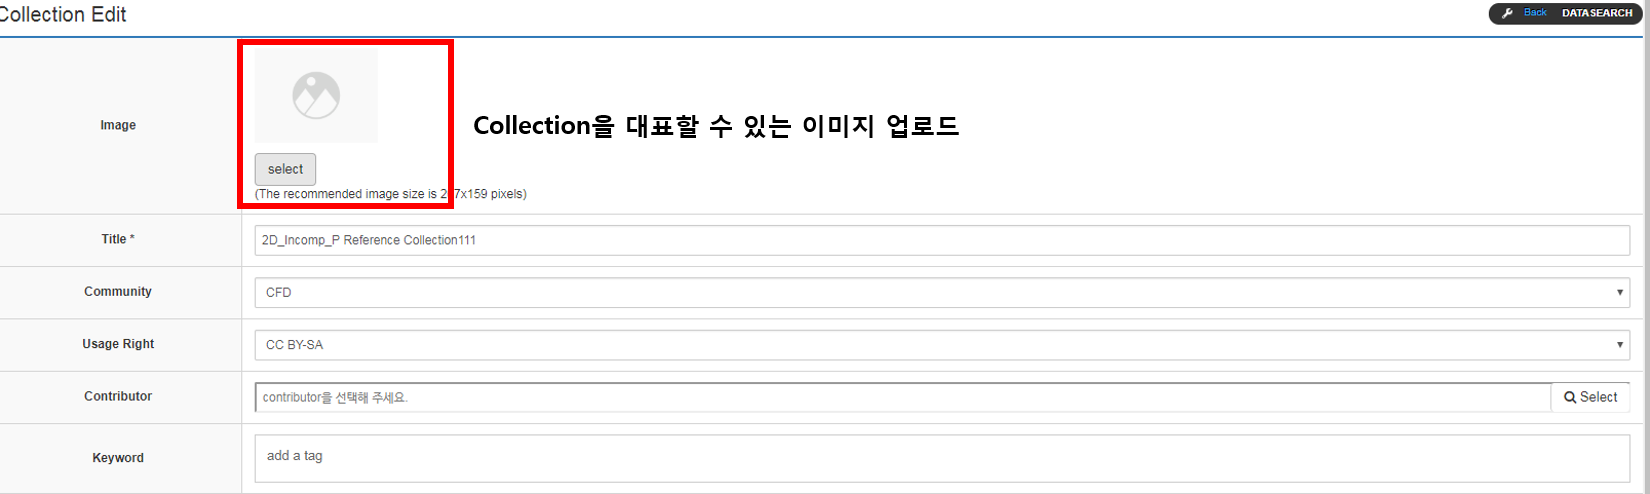 Collection Edit
Back DATASEARCH
Image
Collection을 대표할 수 있는 이미지 업로드
select
(The recommended image size is 7x159 pixels)
Title *
2D_Incomp_P Reference Collection111
Community
CFD
Usage Right
CC BY-SA
Contributor
contributor을 선택해 주세요.
Select
Keyword
add a tag